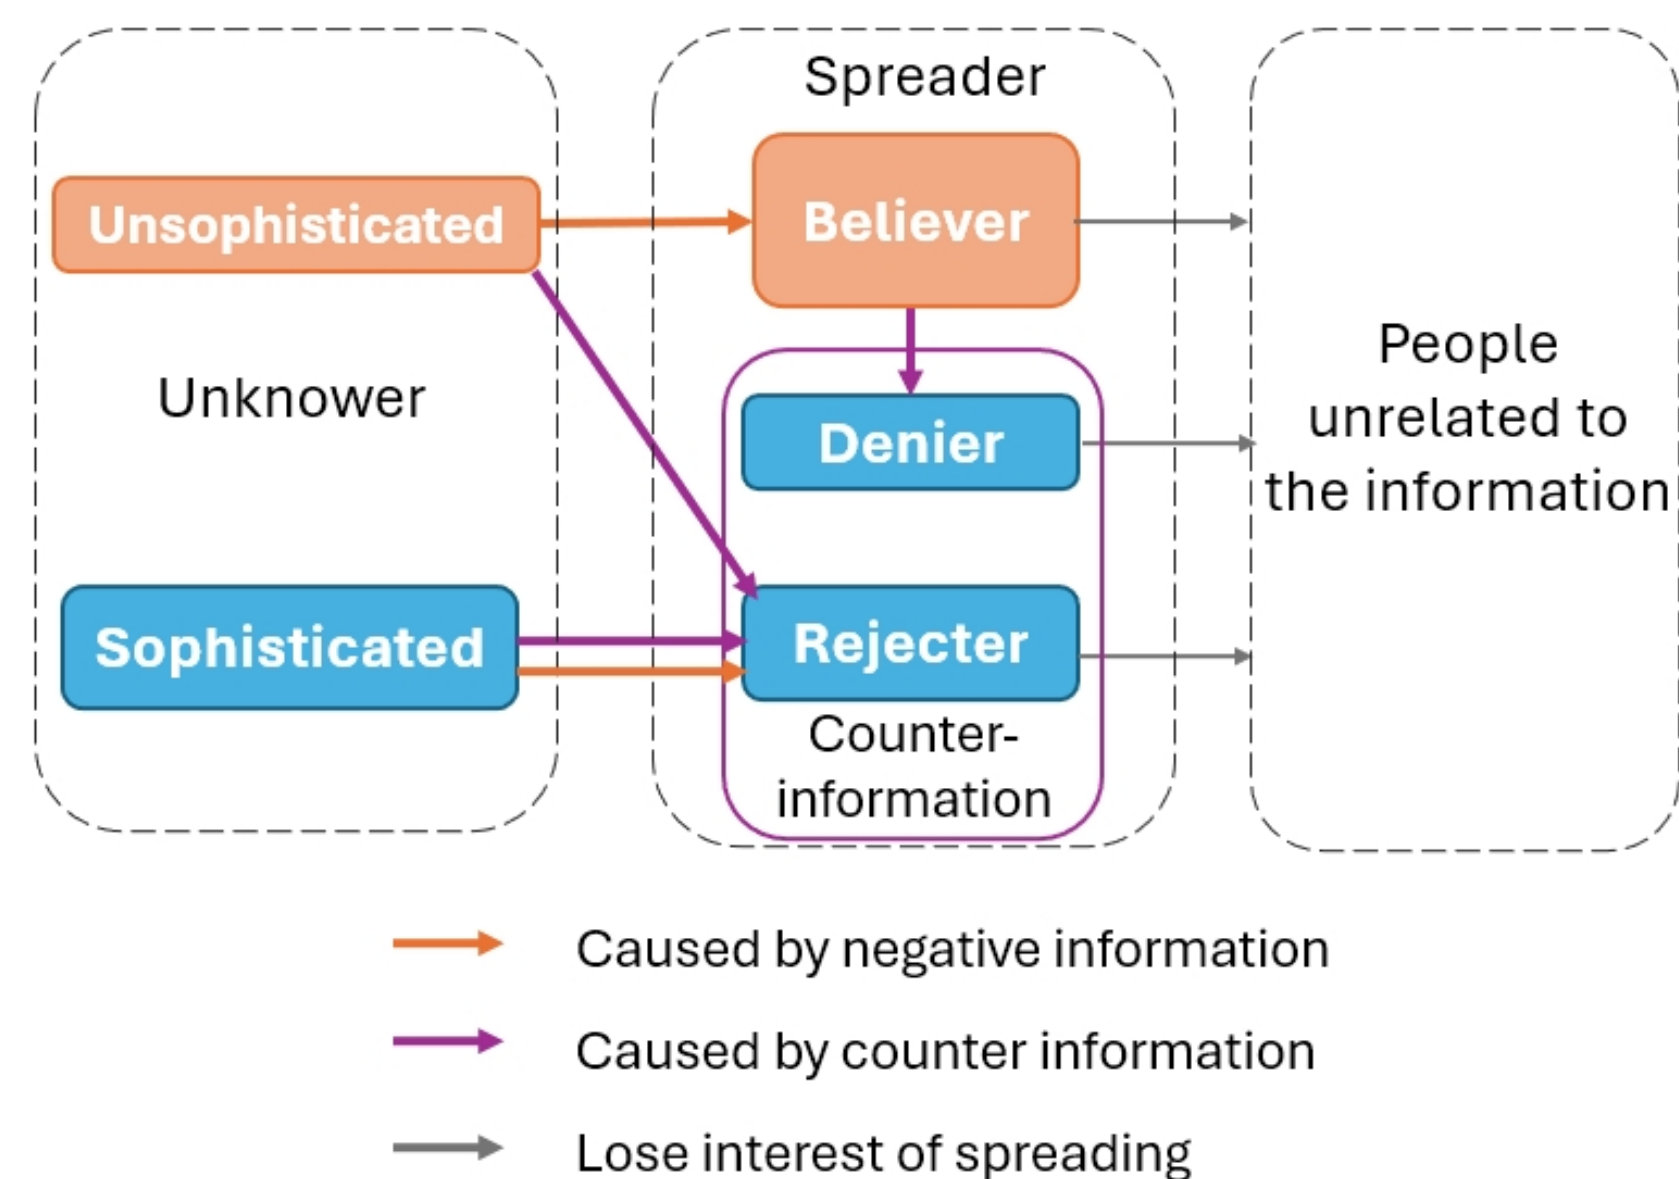 Spreader
Unsophisticated
Believer
Unknower
Denier
Sophisticated
Rejecter
Counter-
information
People
unrelated to
the information
Caused by negative information
Caused by counter information
Lose interest of spreading